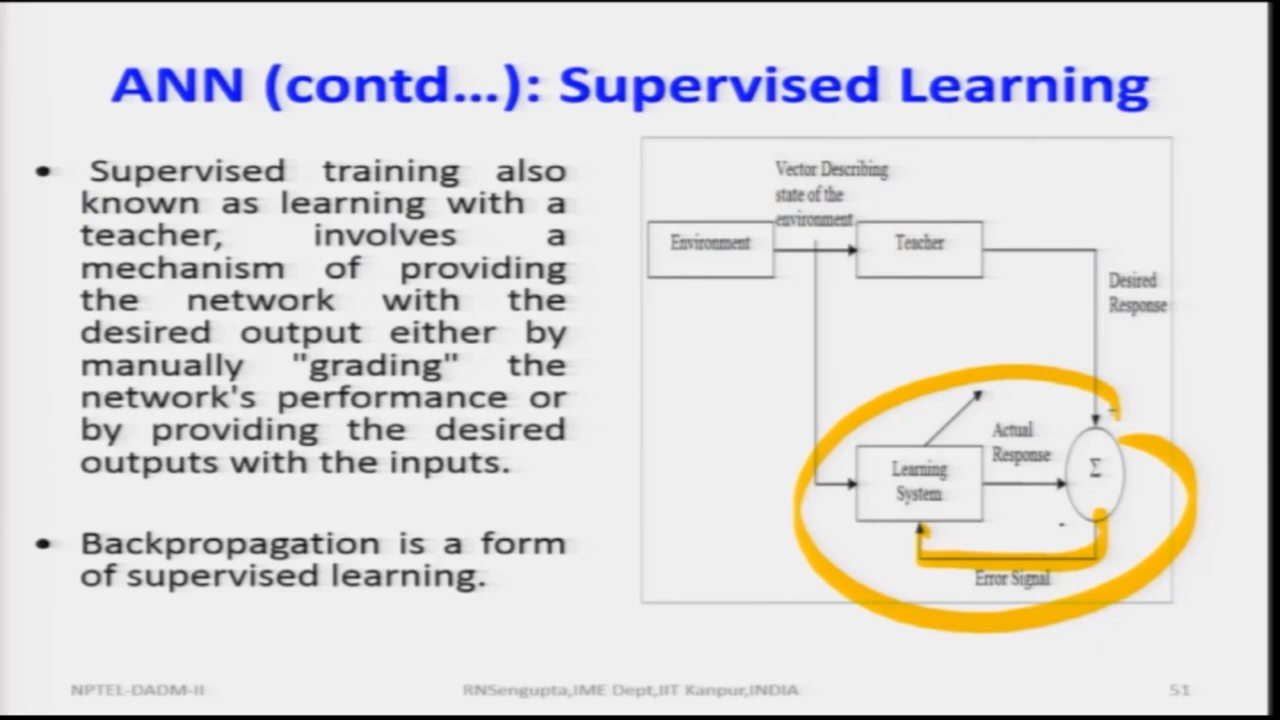 ANN (contd...): Supervised Learning
• Supervised training also
known as learning with a
teacher, involves a
mechanism of providing
the network with the
desired output either by
manually "grading" the
network's performance or
by providing the desired
outputs with the inputs.
• Backpropagation is a form
of supervised learning.
Vector Describing
state of the
environment
Environment
Teacher
Desired
Response
Actual
Response
Learning
System
Σ
Error Signal
NPTEL-DADM-II
RNSengupta,IME Dept,IIT Kanpur,INDIA
51